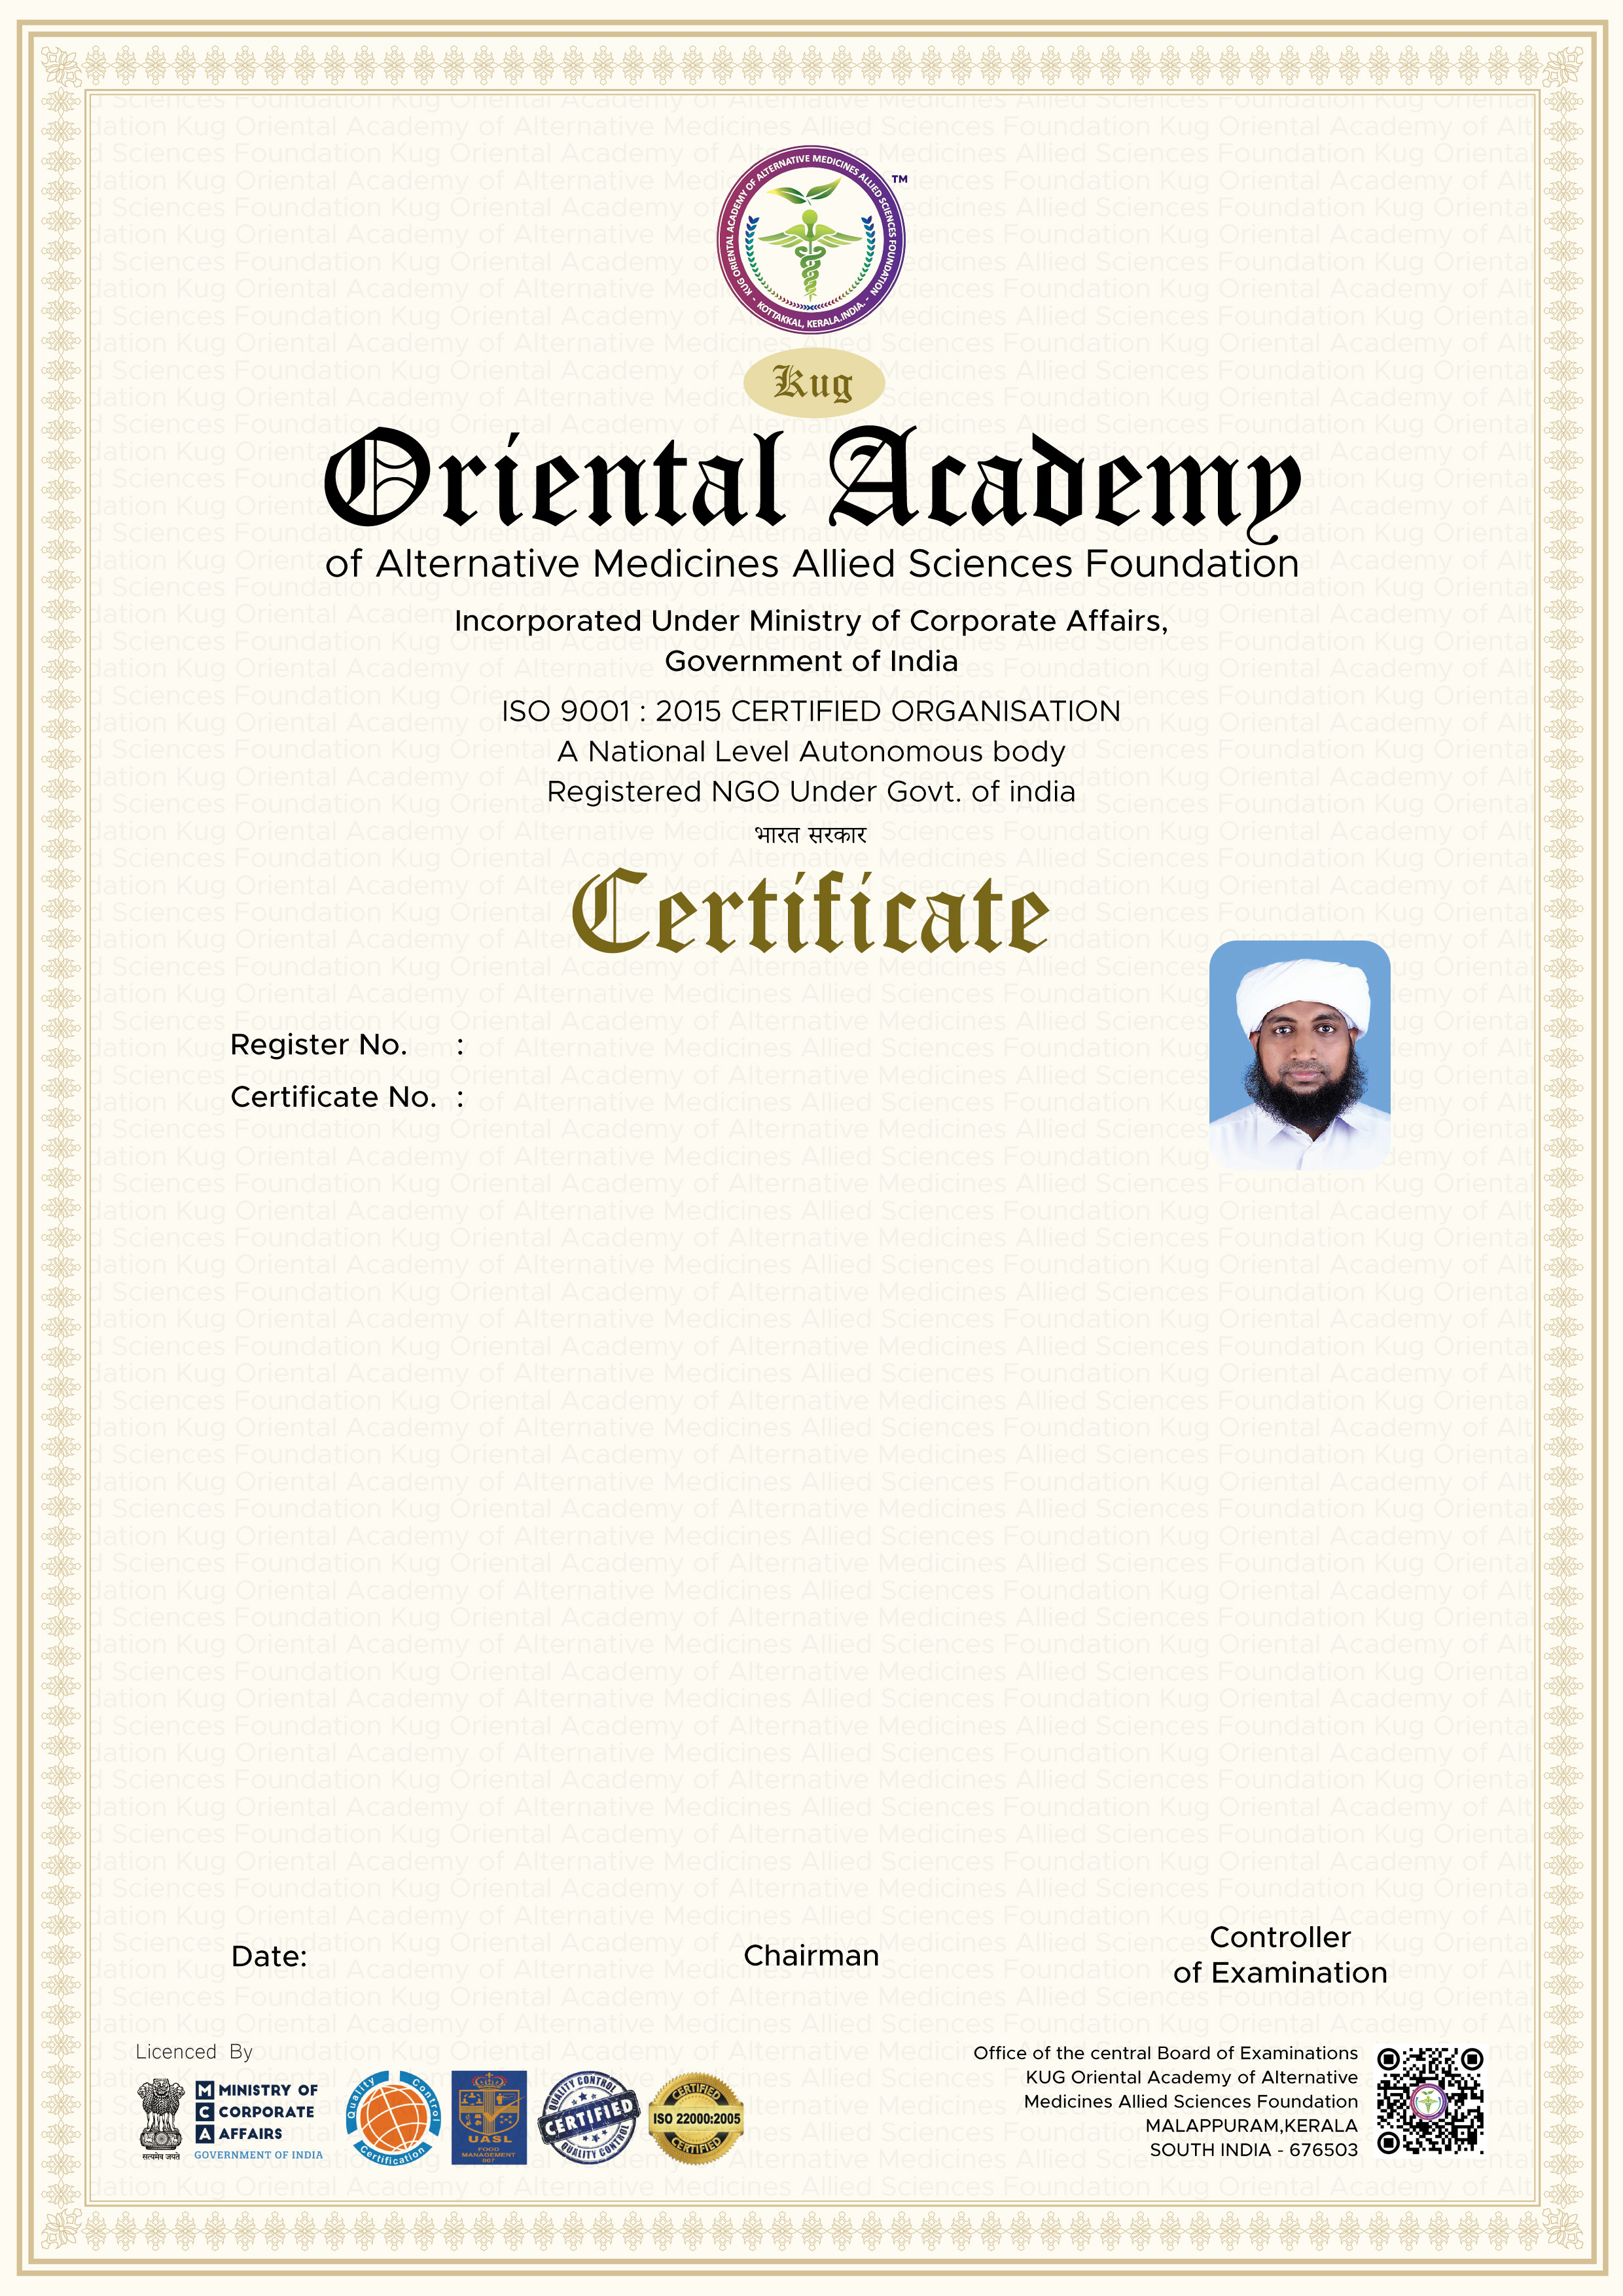 KUG ORIENTAL ACADEMY OF ALTERNATIVE MEDICINES ALLIED SCIENCES FOUNDATION
- KOTTAKKAL, KERALA.INDIA. -
TM
Kug
Oriental Academy
of Alternative Medicines Allied Sciences Foundation
Incorporated Under Ministry of Corporate Affairs,
Government of India
ISO 9001 : 2015 CERTIFIED ORGANISATION
A National Level Autonomous body
Registered NGO Under Govt. of india
भारत सरकार
Certificate
Register No. :
Certificate No. :
Date:
Chairman
Controller
of Examination
Licenced By
सत्यमेव जयते
M MINISTRY OF
C CORPORATE
A AFFAIRS
GOVERNMENT OF INDIA
Quality Control
Certification
UASL
FOOD
MANAGEMENT
007
QUALITY CONTROL
CERTIFIED
QUALITY CONTROL
CERTIFIED
ISO 22000:2005
CERTIFIED
Office of the central Board of Examinations
KUG Oriental Academy of Alternative
Medicines Allied Sciences Foundation
MALAPPURAM,KERALA
SOUTH INDIA - 676503